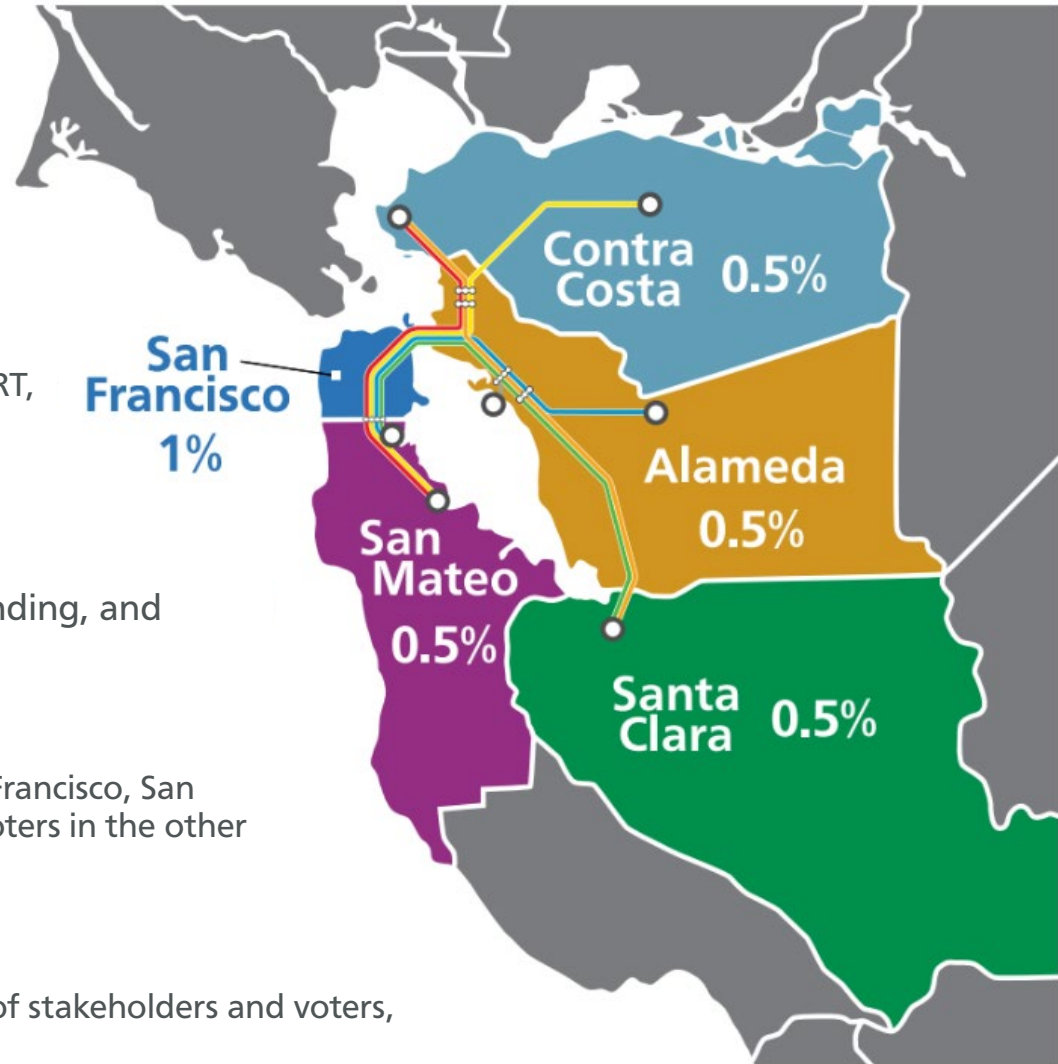 Contra
Costa 0.5%
San
Francisco
1%
RT,
Alameda
0.5%
San
Mateo
0.5%
nding, and
Santa
Clara 0.5%
Francisco, San
oters in the other
of stakeholders and voters,